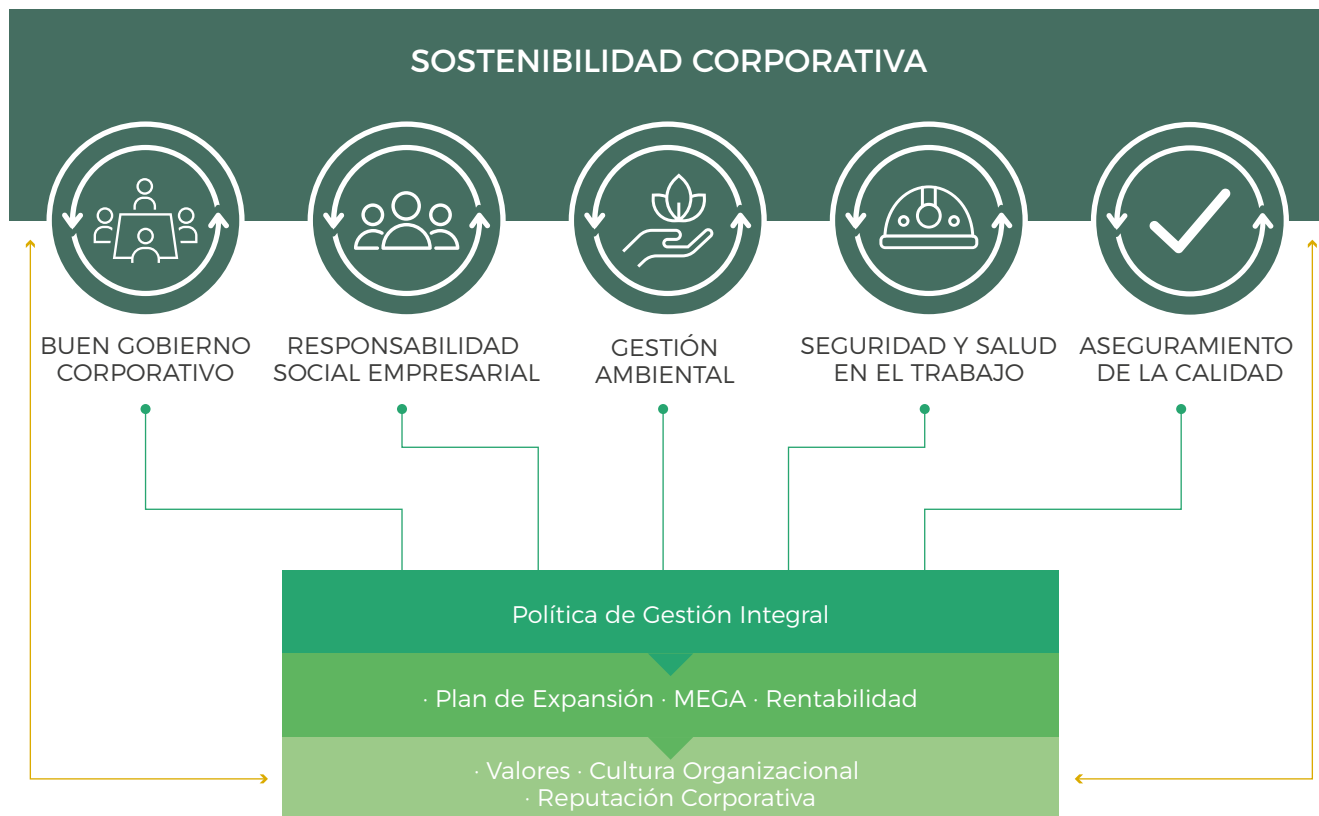 SOSTENIBILIDAD CORPORATIVA
BUEN GOBIERNO
CORPORATIVO
RESPONSABILIDAD
SOCIAL EMPRESARIAL
GESTIÓN
AMBIENTAL
SEGURIDAD Y SALUD
EN EL TRABAJO
ASEGURAMIENTO
DE LA CALIDAD
Política de Gestión Integral
· Plan de Expansión · MEGA · Rentabilidad
· Valores · Cultura Organizacional
· Reputación Corporativa